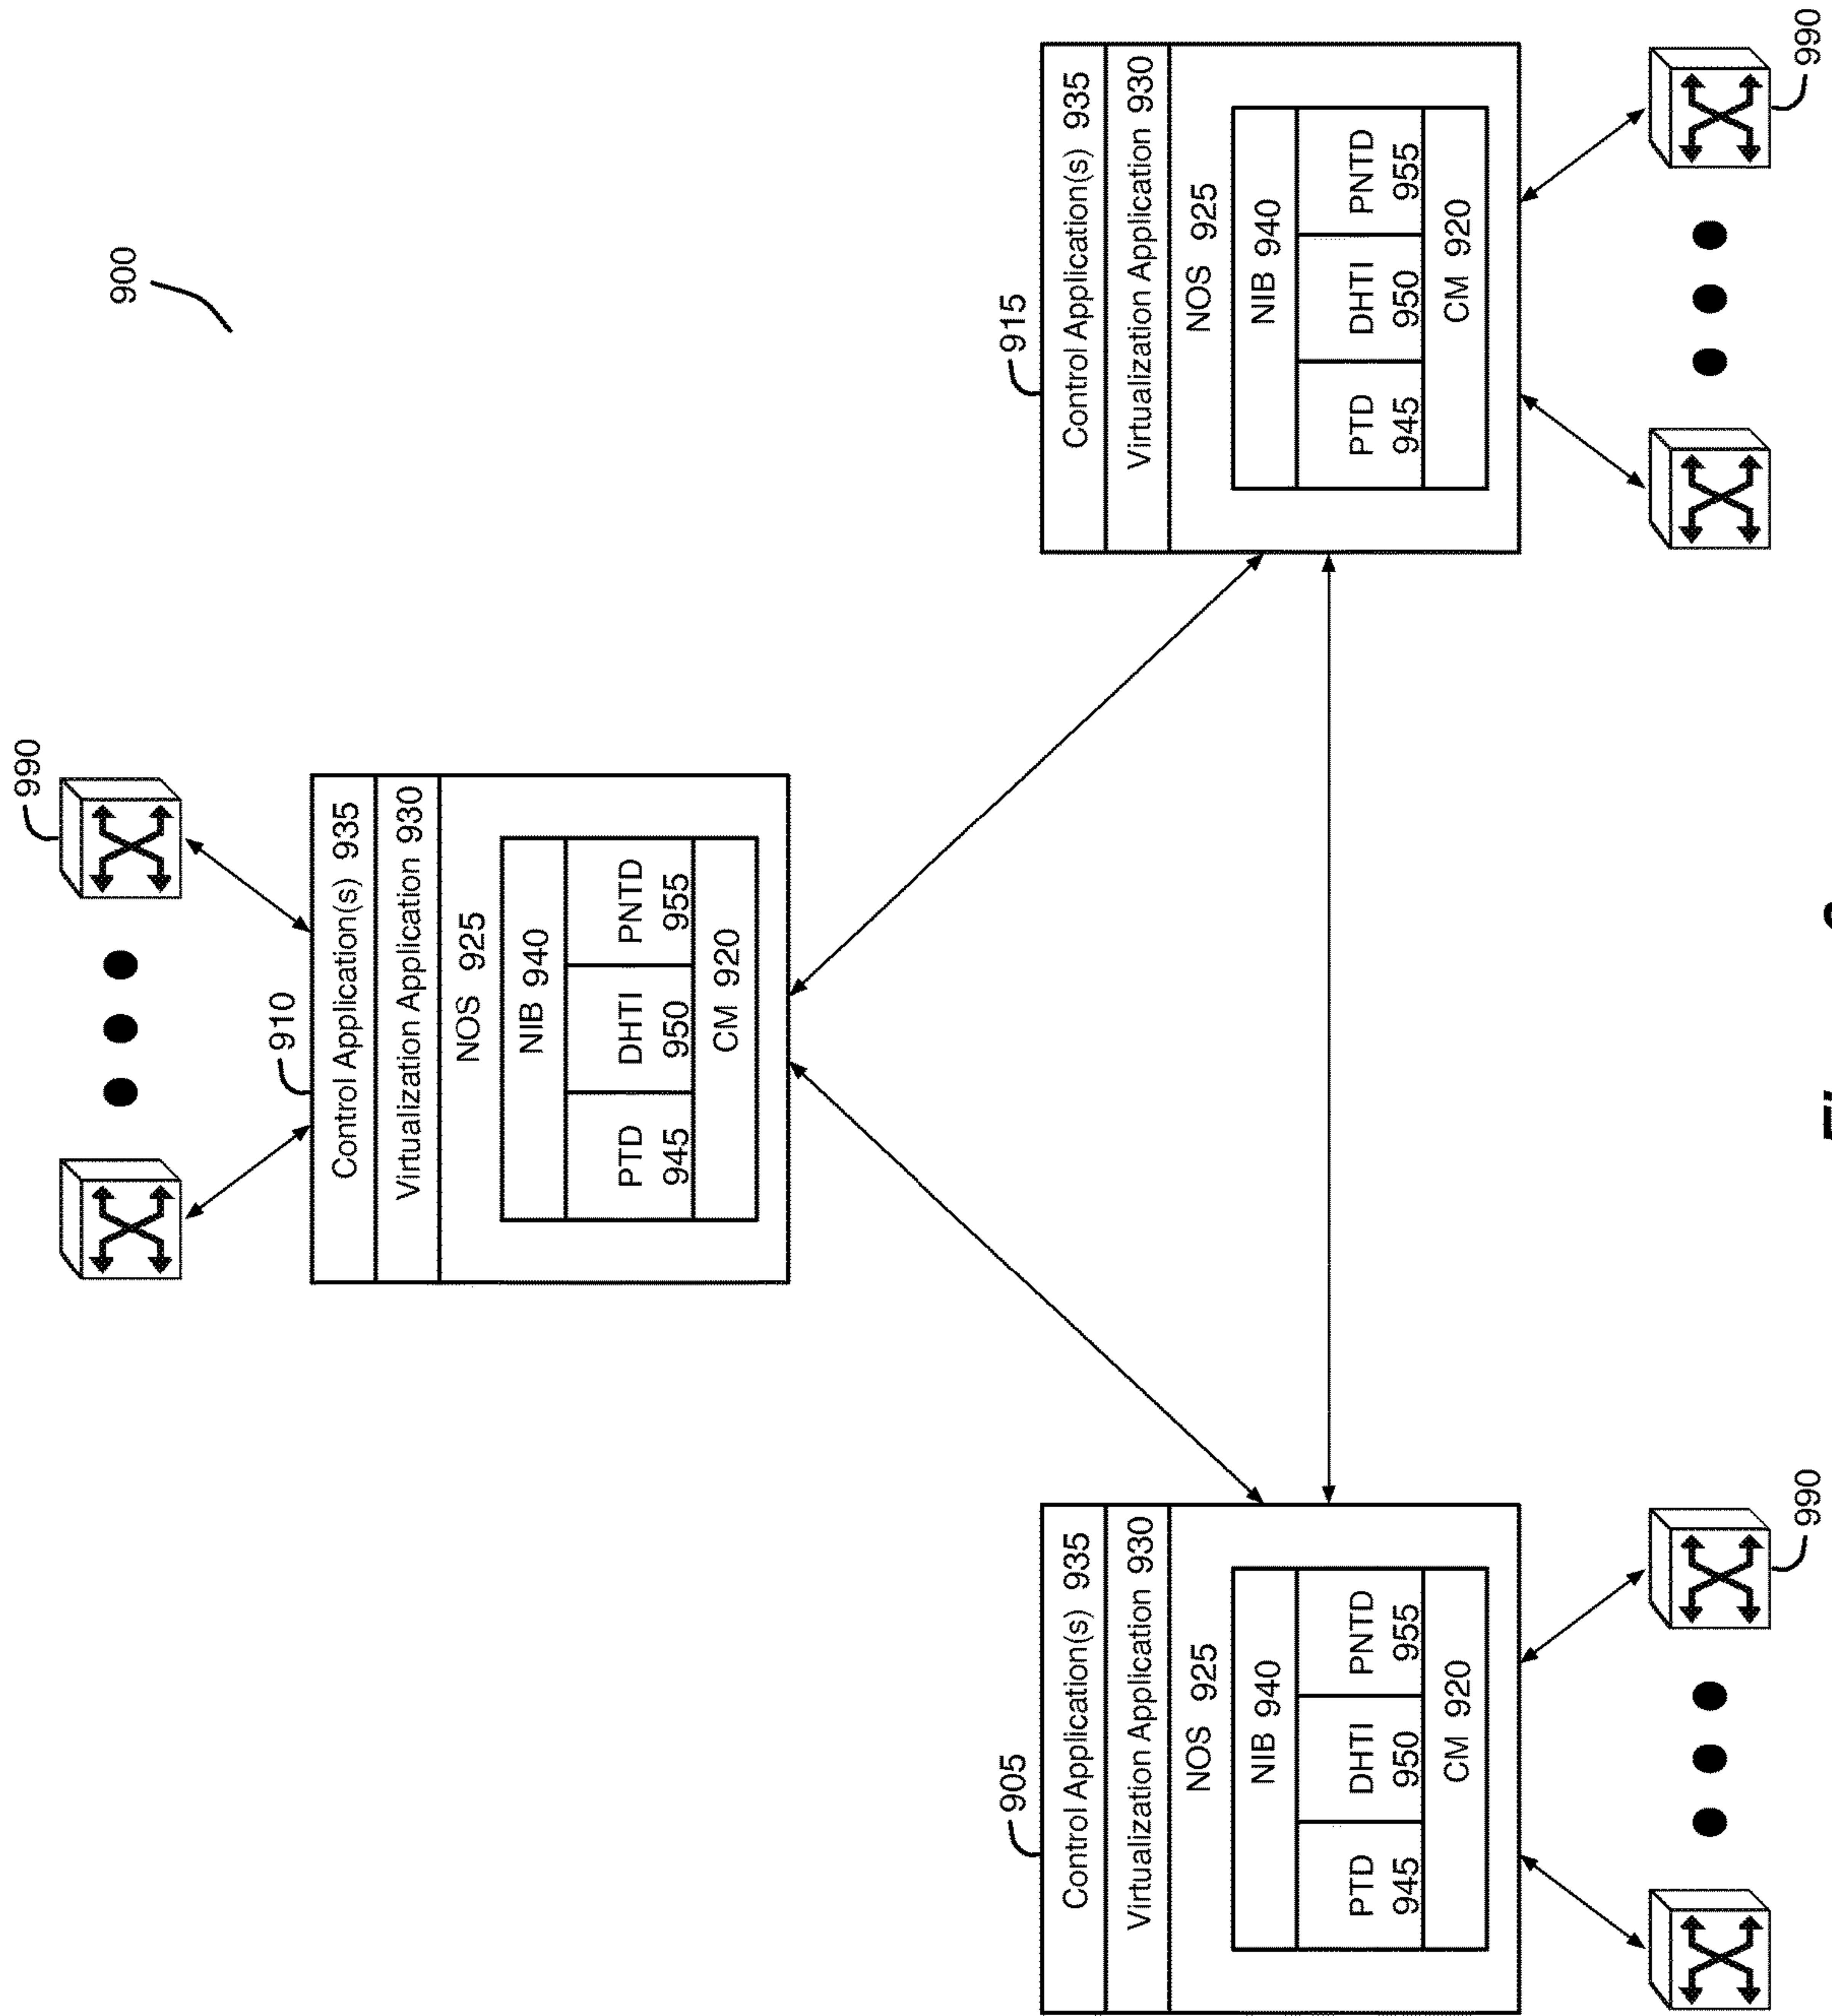 900
990
910
Control Application(s) 935
Virtualization Application 930
NOS 925
NIB 940
PTD 945
DHTI 950
PNTD 955
CM 920
905
Control Application(s) 935
Virtualization Application 930
NOS 925
NIB 940
PTD 945
DHTI 950
PNTD 955
CM 920
990
915
Control Application(s) 935
Virtualization Application 930
NOS 925
NIB 940
PTD 945
DHTI 950
PNTD 955
CM 920
990